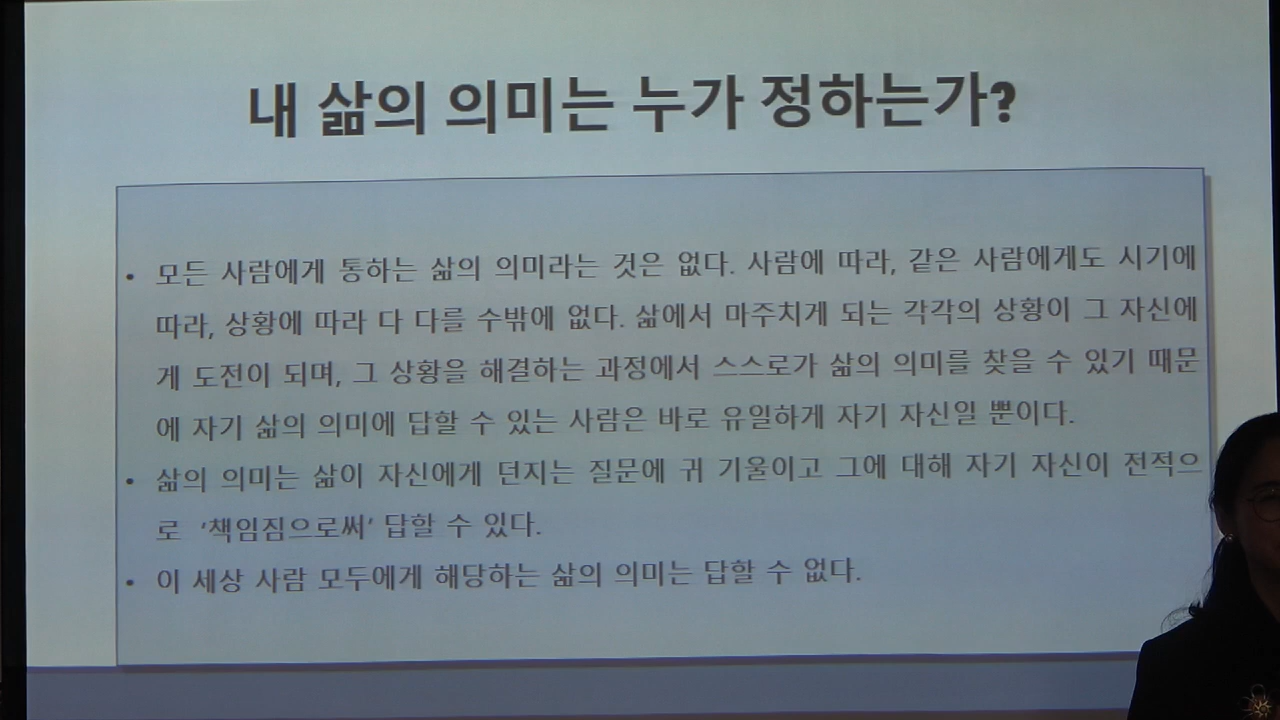 내 삶의 의미는 누가 정하는가?
• 모든 사람에게 통하는 삶의 의미라는 것은 없다. 사람에 따라, 같은 사람에게도 시기에
따라, 상황에 따라 다 다를 수밖에 없다. 삶에서 마주치게 되는 각각의 상황이 그 자신에
게 도전이 되며, 그 상황을 해결하는 과정에서 스스로가 삶의 의미를 찾을 수 있기 때문
에 자기 삶의 의미에 답할 수 있는 사람은 바로 유일하게 자기 자신일 뿐이다.
• 삶의 의미는 삶이 자신에게 던지는 질문에 귀 기울이고 그에 대해 자기 자신이 전적으
로 ‘책임짐으로써’ 답할 수 있다.
• 이 세상 사람 모두에게 해당하는 삶의 의미는 답할 수 없다.